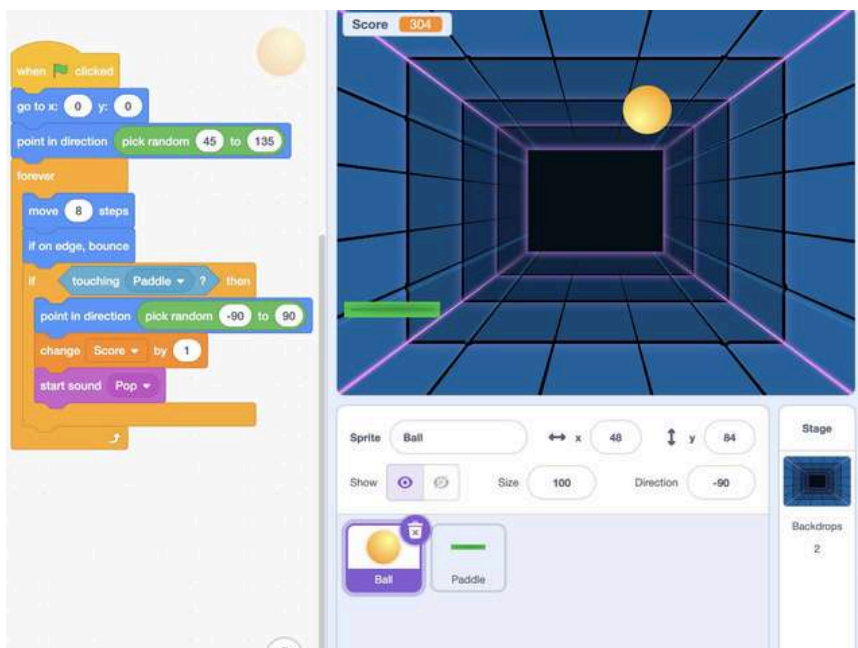 when clicked
go to x: 0 y: 0
point in direction pick random 45 to 135
forever
move 8 steps
if on edge, bounce
if touching Paddle ? then
point in direction pick random -90 to 90
change Score by 1
start sound Pop
Score 304
Sprite Ball x 48 y 84
Show Size 100 Direction -90
Ball
Paddle
Stage
Backdrops
2